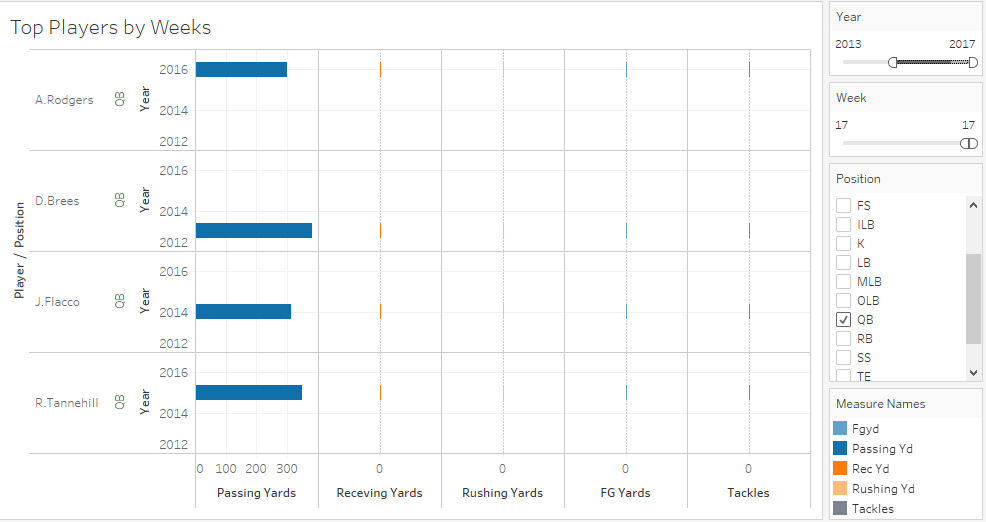 Top Players by Weeks
Player / Position
A.Rodgers
QB
Year
2016
2014
2012
D.Brees
QB
Year
2016
2014
2012
J.Flacco
QB
Year
2016
2014
2012
R.Tannehill
QB
Year
2016
2014
2012
0 100 200 300
0
0
0
0
Passing Yards
Receving Yards
Rushing Yards
FG Yards
Tackles
Year
2013 2017
Week
17 17
Position
FS
ILB
K
LB
MLB
OLB
QB
RB
SS
TE
Measure Names
Fgyd
Passing Yd
Rec Yd
Rushing Yd
Tackles